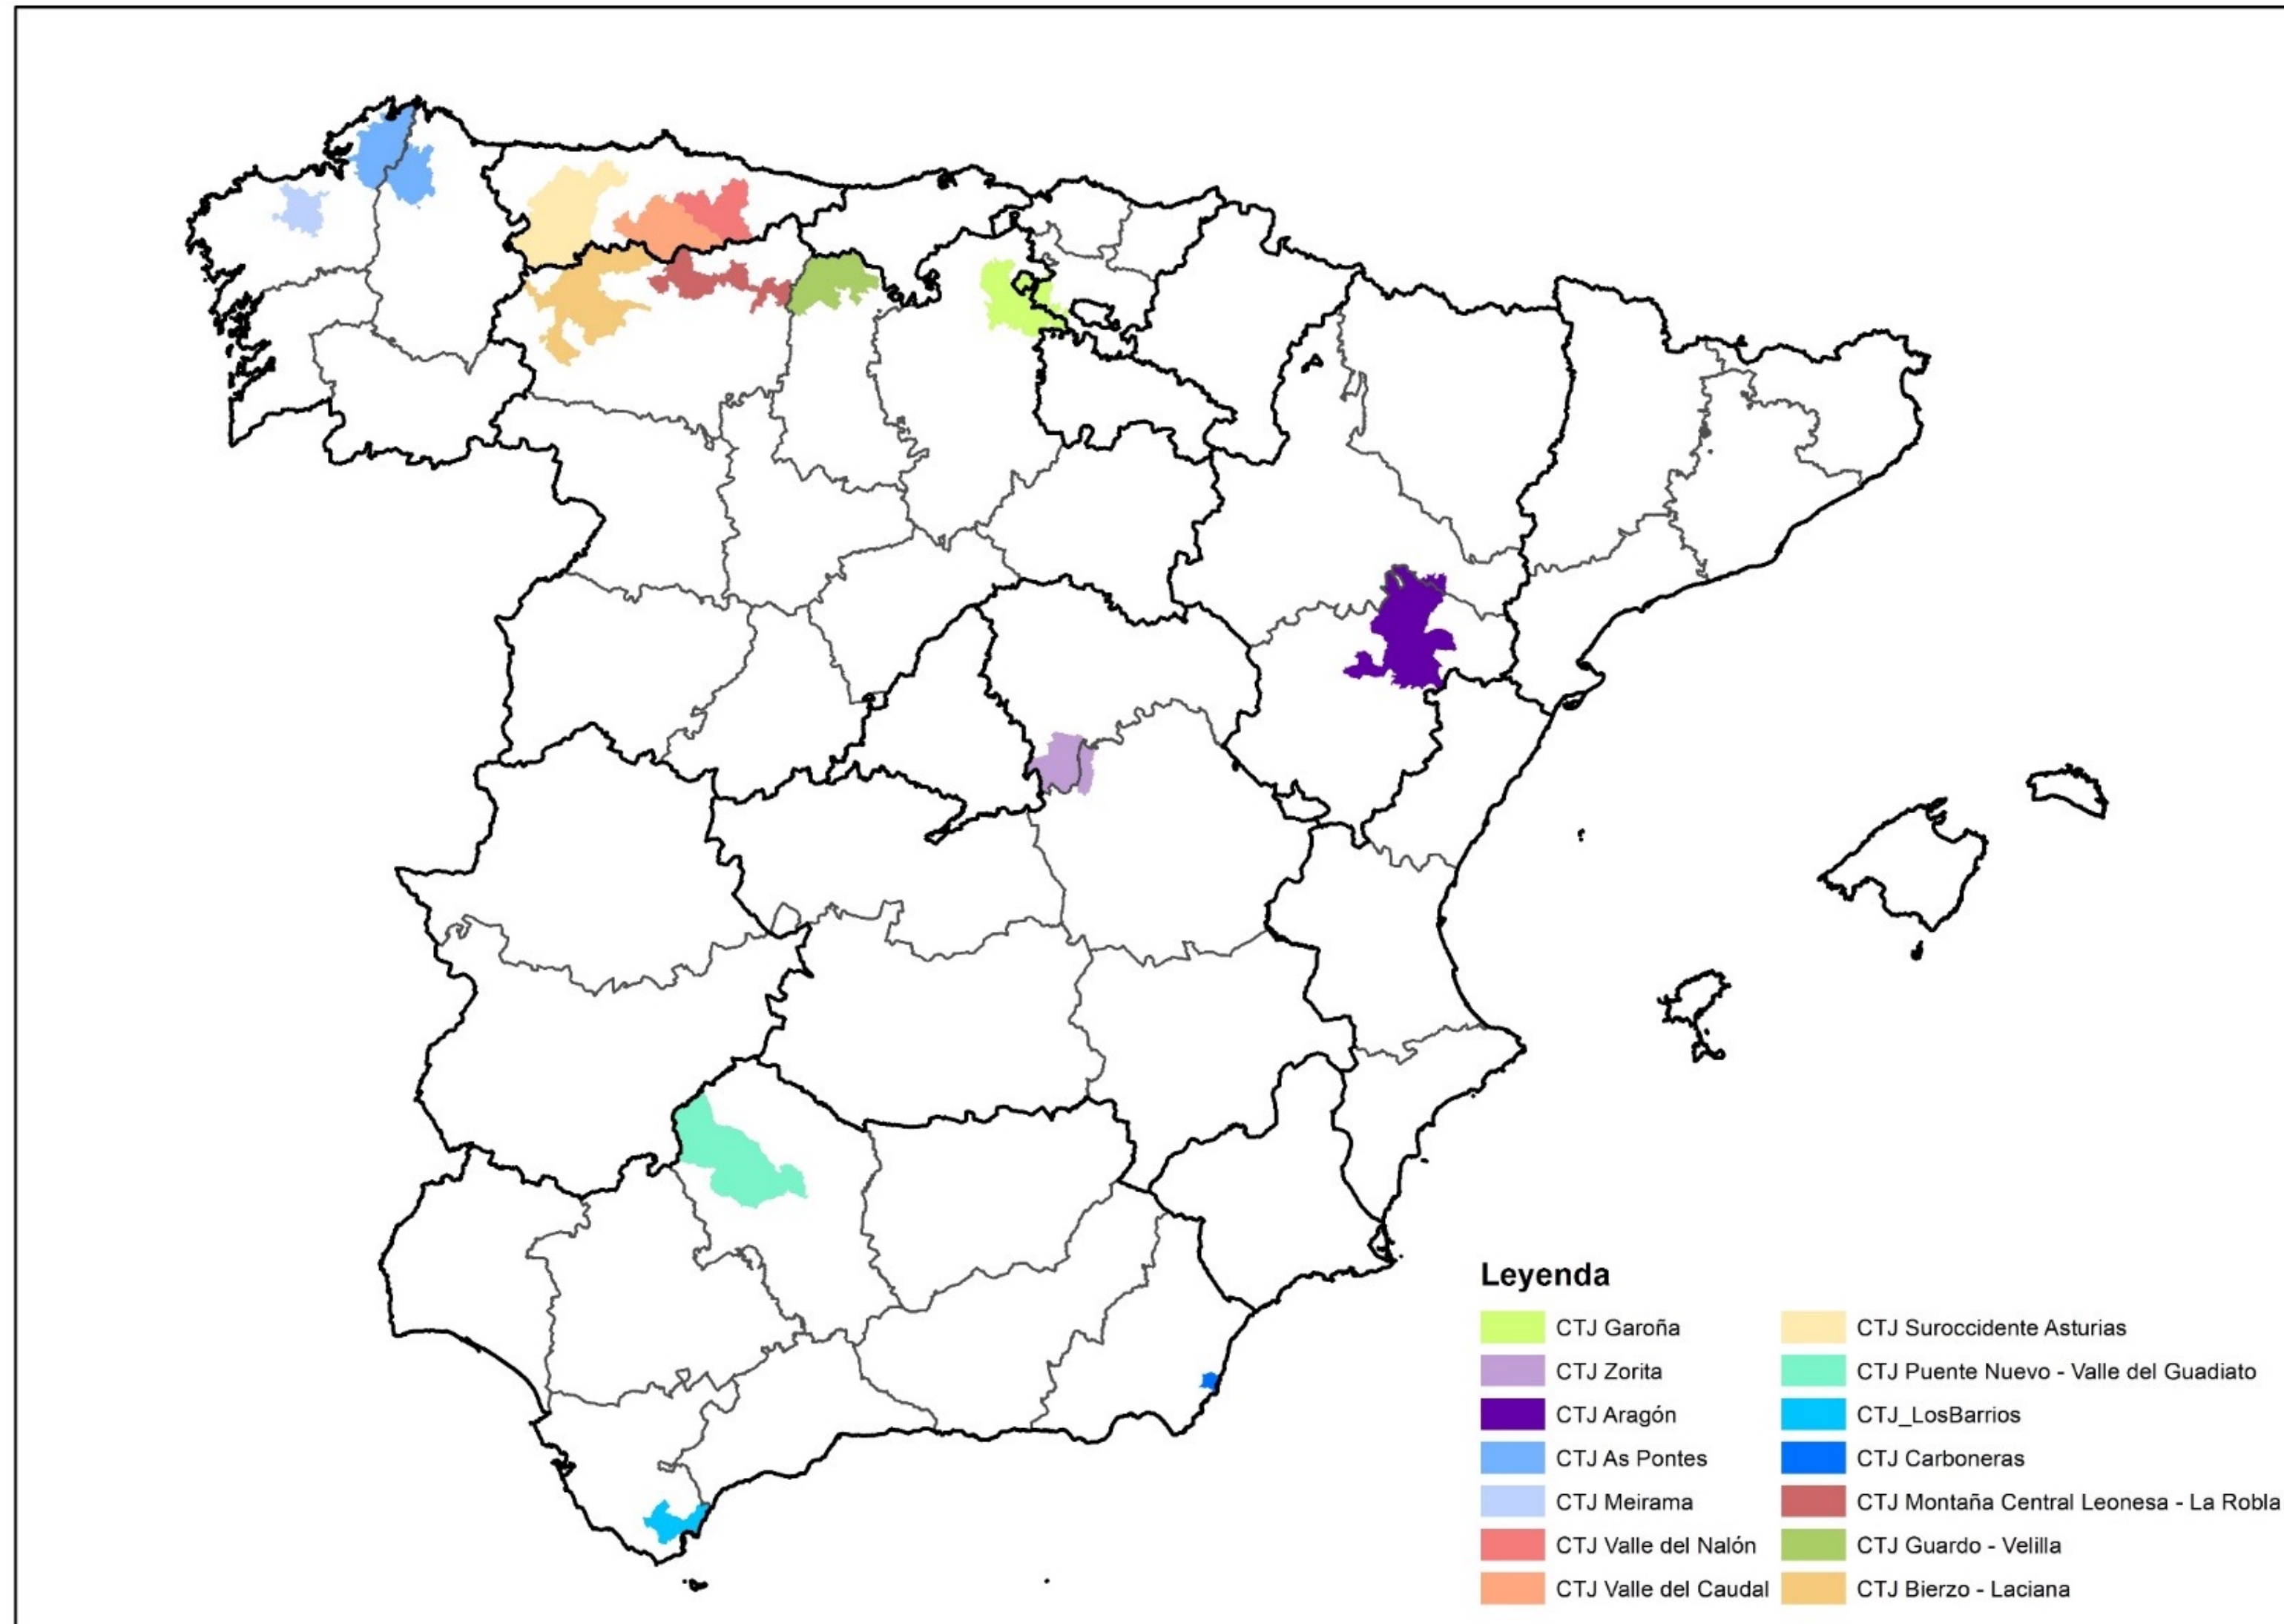 Leyenda
CTJ Garoña
CTJ Zorita
CTJ Aragón
CTJ As Pontes
CTJ Meirama
CTJ Valle del Nalón
CTJ Valle del Caudal
CTJ Suroccidente Asturias
CTJ Puente Nuevo - Valle del Guadiato
CTJ_LosBarrios
CTJ Carboneras
CTJ Montaña Central Leonesa - La Robla
CTJ Guardo - Velilla
CTJ Bierzo - Laciana